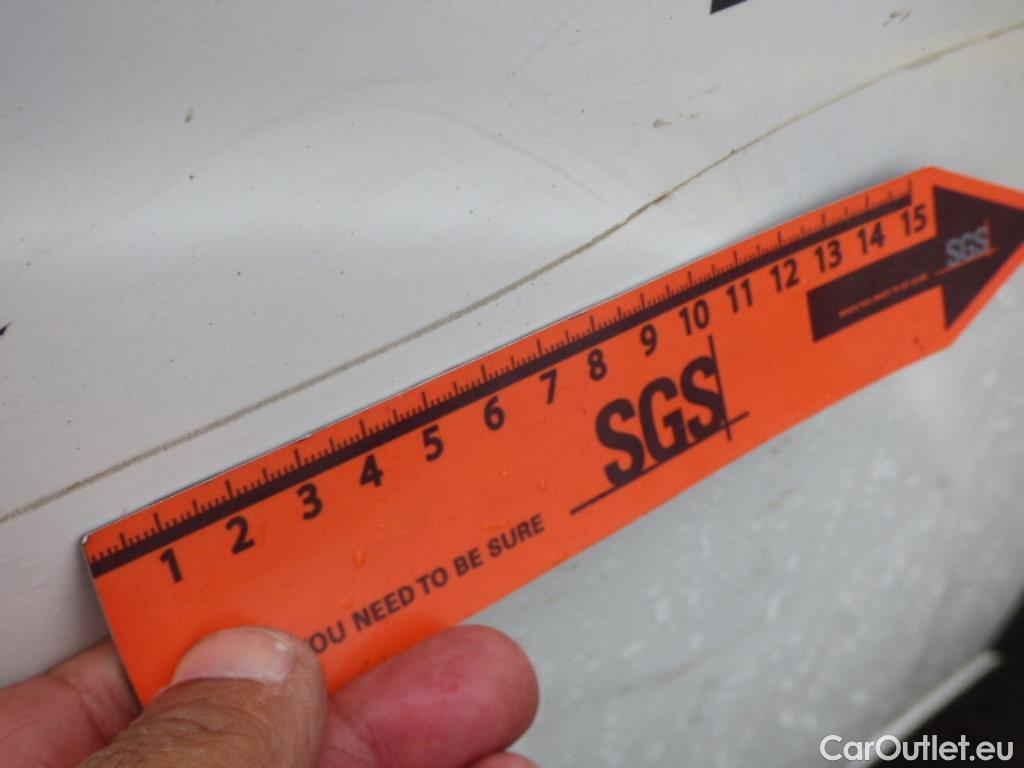 1 2 3 4 5 6 7 8 9 10 11 12 13 14 15
SGS
SGS
YOU NEED TO BE SURE
CarOutlet.eu